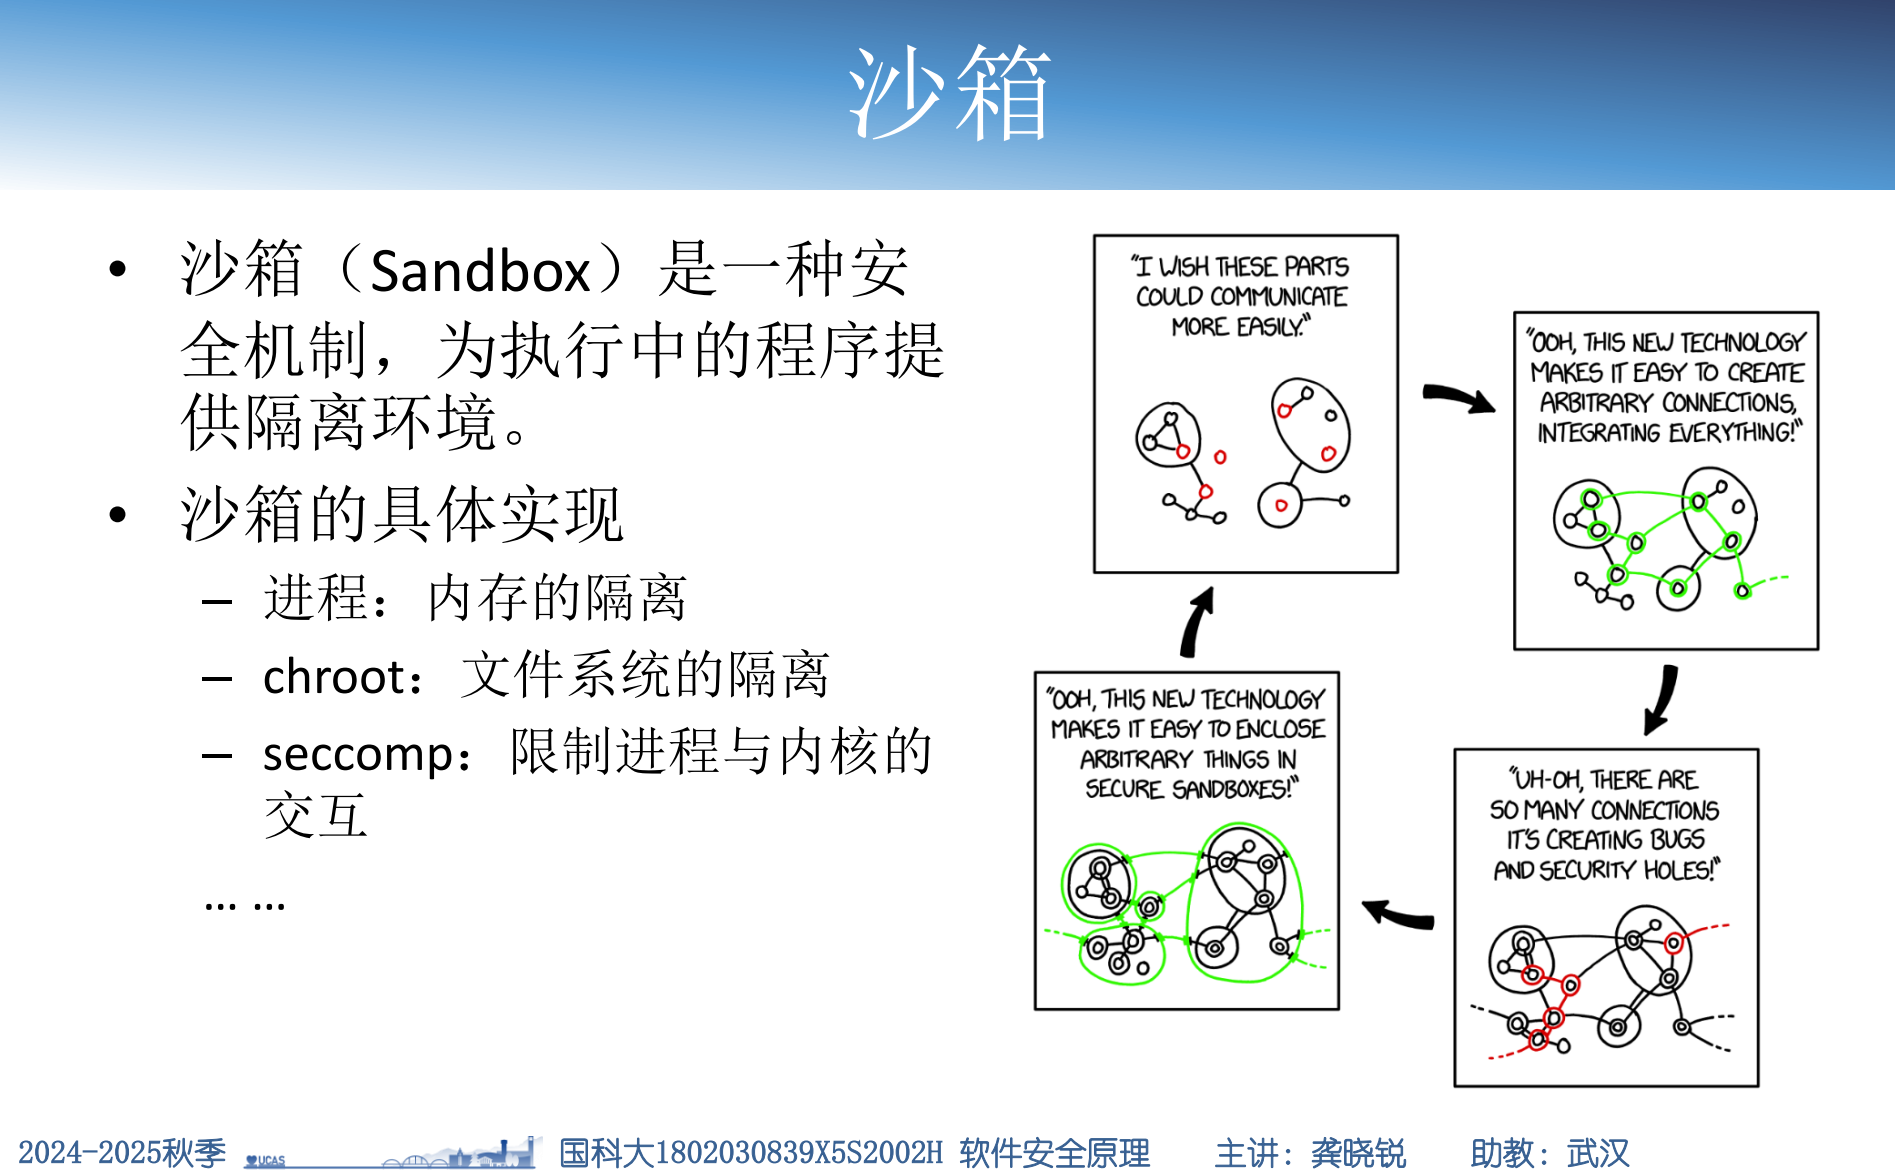 沙箱
• 沙箱（Sandbox）是一种安
全机制，为执行中的程序提
供隔离环境。
• 沙箱的具体实现
– 进程：内存的隔离
– chroot：文件系统的隔离
– seccomp：限制进程与内核的
交互
... ...
"I WISH THESE PARTS
COULD COMMUNICATE
MORE EASILY."
"OOH, THIS NEW TECHNOLOGY
MAKES IT EASY TO CREATE
ARBITRARY CONNECTIONS,
INTEGRATING EVERYTHING!"
"UH-OH, THERE ARE
SO MANY CONNECTIONS
IT'S CREATING BUGS
AND SECURITY HOLES!"
"OOH, THIS NEW TECHNOLOGY
MAKES IT EASY TO ENCLOSE
ARBITRARY THINGS IN
SECURE SANDBOXES!"
2024-2025秋季 UCAS 国科大1802030839X5S2002H 软件安全原理 主讲：龚晓锐 助教：武汉